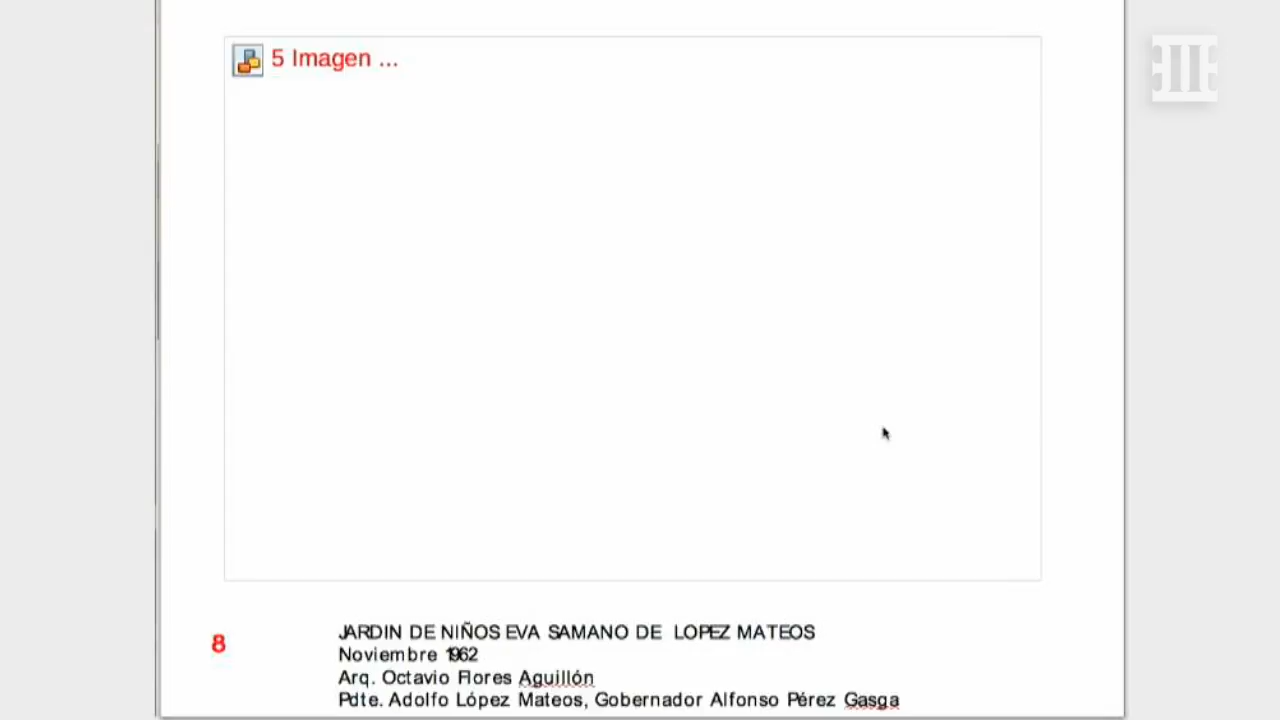 5 Imagen ...
8
JARDIN DE NIÑOS EVA SAMANO DE LOPEZ MATEOS
Noviembre 1962
Arq. Octavio Flores Aguillón
Pdte. Adolfo López Mateos, Gobernador Alfonso Pérez Gasga